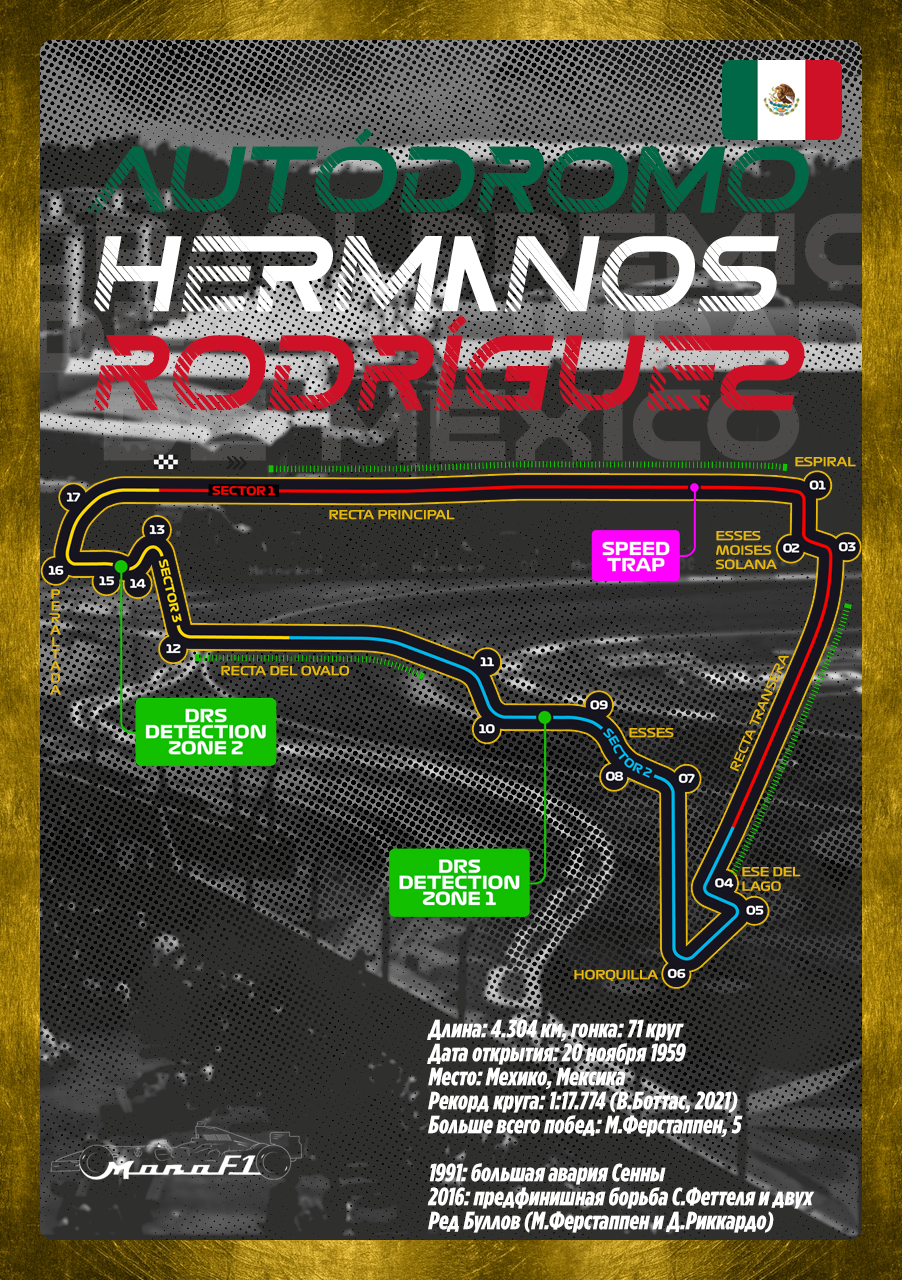 AUTÓDROMO
HERMANOS
RODRÍGUEZ
DE MEXICO
ESPIRAL
01
SECTOR 1
17
RECTA PRINCIPAL
13
SPEED
TRAP
ESSES
MOISES
SOLANA
02
03
16
15
14
SECTOR 3
PERALTADA
12
RECTA DEL OVALO
11
RECTA TRANSERA
DRS
DETECTION
ZONE 2
10
09
ESSES
SECTOR 2
08
07
DRS
DETECTION
ZONE 1
04
ESE DEL
LAGO
05
HORQUILLA
06
Длина: 4.304 км, гонка: 71 круг
Дата открытия: 20 ноября 1959
Место: Мехико, Мексика
Рекорд круга: 1:17.774 (В.Боттас, 2021)
Больше всего побед: М.Ферстаппен, 5
ManaF1
1991: большая авария Сенны
2016: предфинишная борьба С.Феттеля и двух
Ред Буллов (М.Ферстаппен и Д.Риккардо)